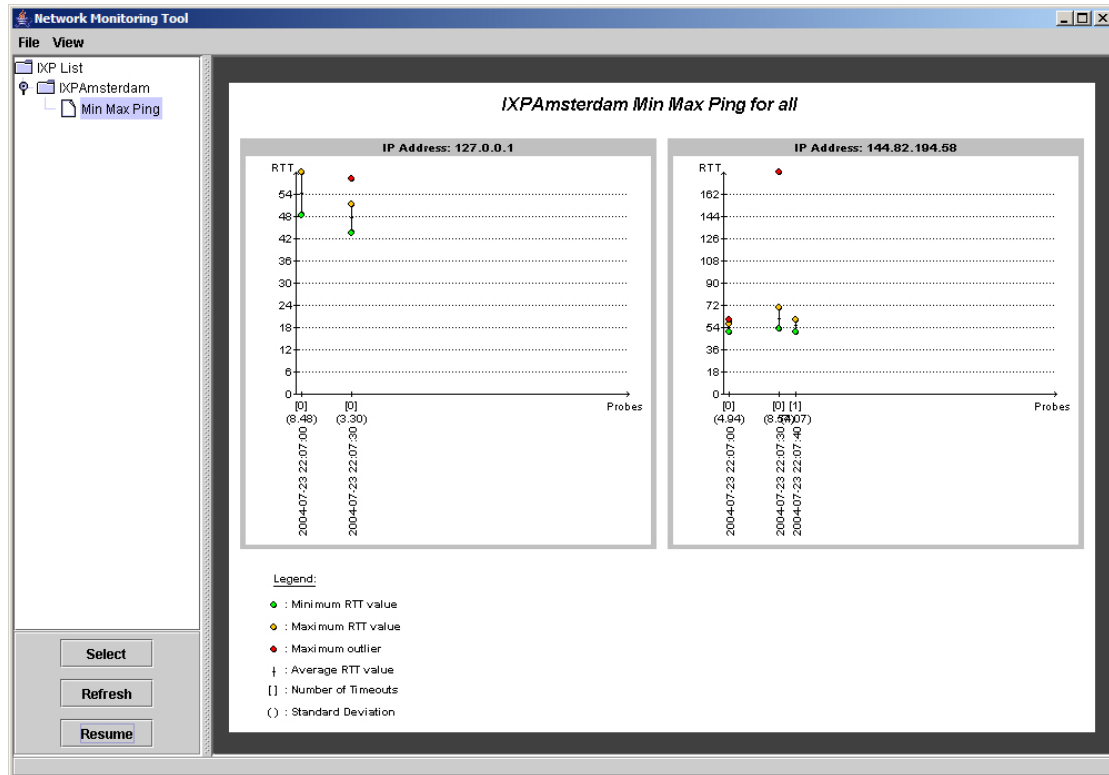 Network Monitoring Tool
File View
IXP List
IXPAmsterdam
Min Max Ping
Select
Refresh
Resume
IXPAmsterdam Min Max Ping for all
IP Address: 127.0.0.1
RTT
54
48
42
36
30
24
18
12
6
0
[0] [0]
Probes
(8.48) (3.30)
2004-07-23 22:07:00
2004-07-23 22:07:30
IP Address: 144.82.194.58
RTT
162
144
126
108
90
72
54
36
18
0
[0] [0] [1]
Probes
(4.94)
2004-07-23 22:07:00
2004-07-23 22:07:30
2004-07-23 22:07:40
Legend:
: Minimum RTT value
: Maximum RTT value
: Maximum outlier
: Average RTT value
[ ] : Number of Timeouts
( ) : Standard Deviation